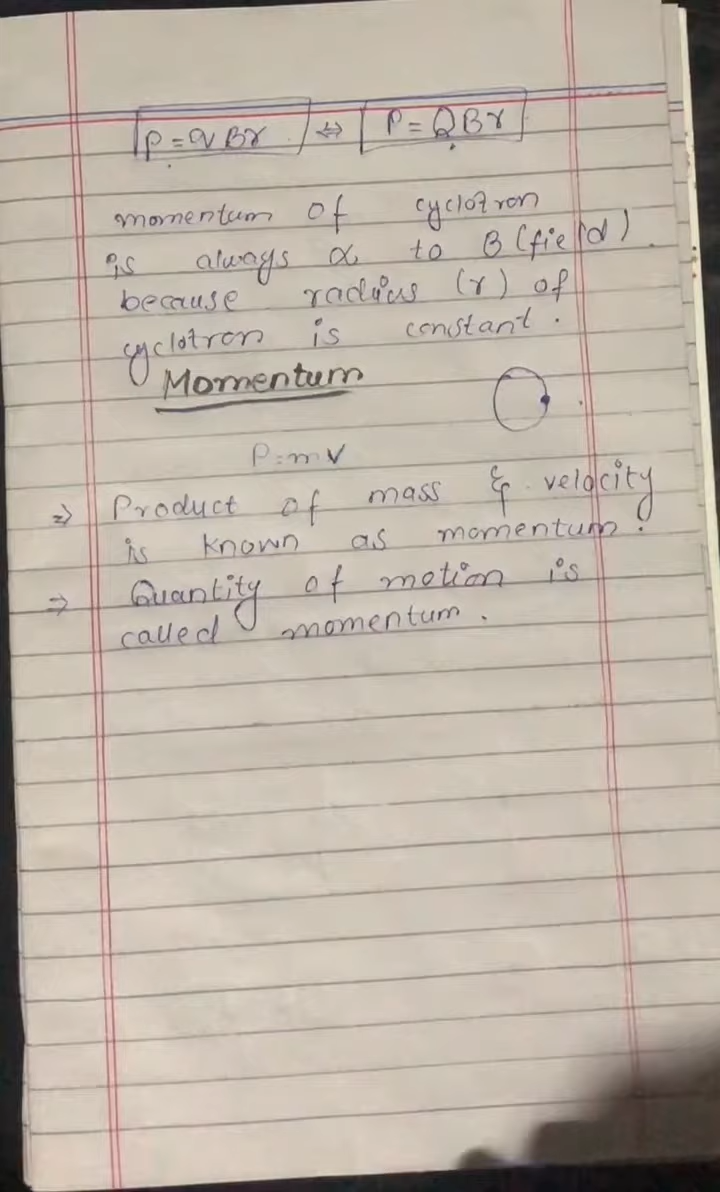 P = qBr ⇔ P = QBr
momentum of cyclotron
is always ∝ to B (field)
because radius (r) of
cyclotron is constant.
Momentum
P = mv
⇒ Product of mass & velocity
is known as momentum.
⇒ Quantity of motion is
called momentum.